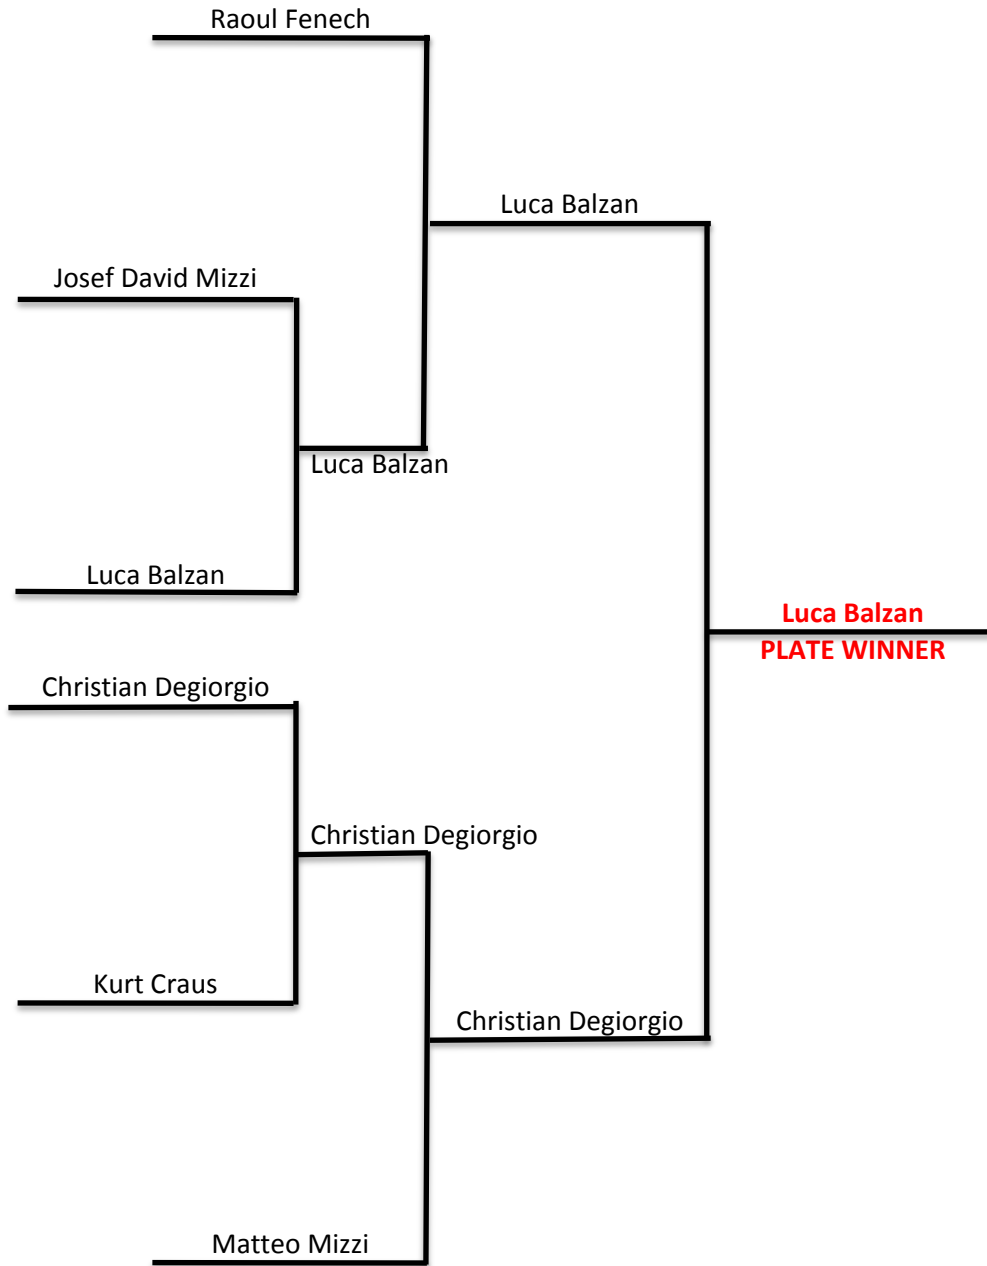 Raoul Fenech
Luca Balzan
Josef David Mizzi
Luca Balzan
Luca Balzan
Luca Balzan
PLATE WINNER
Christian Degiorgio
Christian Degiorgio
Kurt Craus
Christian Degiorgio
Matteo Mizzi